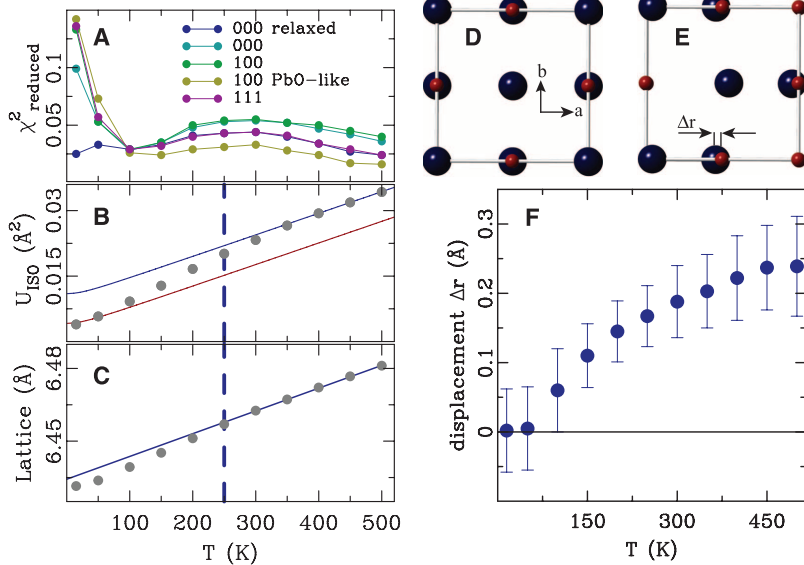 A
000 relaxed
000
100
100 PbO-like
111
χ²reduced
0.1
0.05
B
U_ISO (Å²)
0.03
0.015
C
Lattice (Å)
6.48
6.45
100 200 300 400 500
T (K)
D
b
a
E
Δr
F
displacement Δr (Å)
0.3
0.2
0.1
0
150 300 450
T (K)